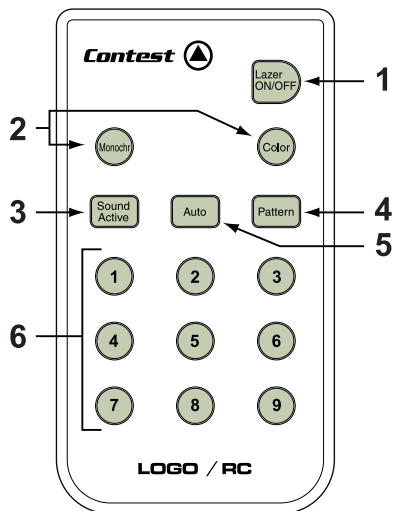 Contest
Lazer
ON/OFF
1
2
Monochr
Color
3
Sound
Active
Auto
Pattern
4
5
1
2
3
6
4
5
6
7
8
9
LOGO / RC